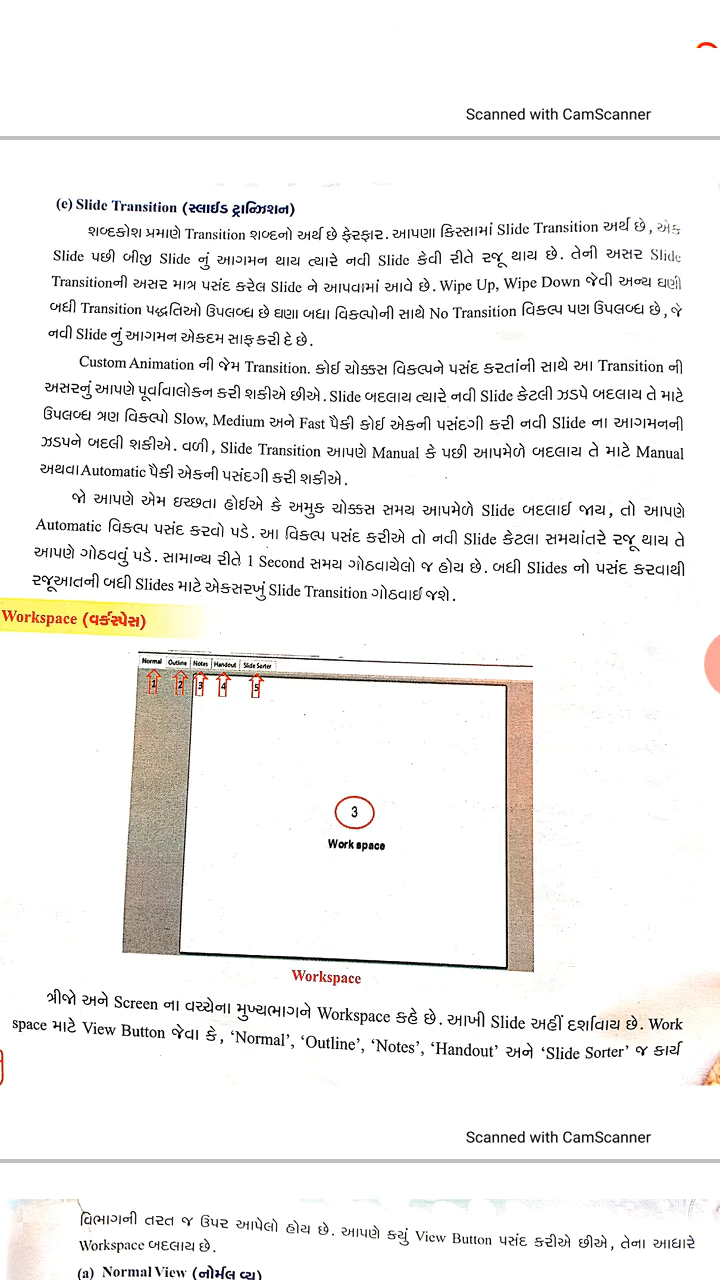 Scanned with CamScanner
(e) Slide Transition (સ્લાઈડ ટ્રાન્ઝિશન)
શબ્દકોશ પ્રમાણે Transition શબ્દનો અર્થ છે ફેરફાર. આપણા કિસ્સામાં Slide Transition અર્થ છે, એક
Slide પછી બીજી Slide નું આગમન થાય ત્યારે નવી Slide કેવી રીતે રજૂ થાય છે. તેની અસર Slide
Transitionની અસર માત્ર પસંદ કરેલ Slide ને આપવામાં આવે છે. Wipe Up, Wipe Down જેવી અન્ય ઘણી
બધી Transition પદ્ધતિઓ ઉપલબ્ધ છે ઘણા બધા વિકલ્પોની સાથે No Transition વિકલ્પ પણ ઉપલબ્ધ છે, જે
નવી Slide નું આગમન એકદમ સાફ કરી દે છે.
Custom Animation ની જેમ Transition. કોઈ ચોક્કસ વિકલ્પને પસંદ કરતાંની સાથે આ Transition ની
અસરનું આપણે પૂર્વાવાલોકન કરી શકીએ છીએ. Slide બદલાય ત્યારે નવી Slide કેટલી ઝડપે બદલાય તે માટે
ઉપલબ્ધ ત્રણ વિકલ્પો Slow, Medium અને Fast પૈકી કોઈ એકની પસંદગી કરી નવી Slide ના આગમનની
ઝડપને બદલી શકીએ. વળી, Slide Transition આપણે Manual કે પછી આપમેળે બદલાય તે માટે Manual
અથવા Automatic પૈકી એકની પસંદગી કરી શકીએ.
જો આપણે એમ ઇચ્છતા હોઈએ કે અમુક ચોક્કસ સમય આપમેળે Slide બદલાઈ જાય, તો આપણે
Automatic વિકલ્પ પસંદ કરવો પડે. આ વિકલ્પ પસંદ કરીએ તો નવી Slide કેટલા સમયાંતરે રજૂ થાય તે
આપણે ગોઠવવું પડે. સામાન્ય રીતે 1 Second સમય ગોઠવાયેલો જ હોય છે. બધી Slides નો પસંદ કરવાથી
રજૂઆતની બધી Slides માટે એકસરખું Slide Transition ગોઠવાઈ જશે.
Workspace (વર્કસ્પેસ)
Normal Outline Notes Handout Slide Sorter
1 2 3 4 5
3
Work space
Workspace
ત્રીજો અને Screen ના વચ્ચેના મુખ્યભાગને Workspace કહે છે. આખી Slide અહીં દર્શાવાય છે. Work
space માટે View Button જેવા કે, ‘Normal’, ‘Outline’, ‘Notes’, ‘Handout’ અને ‘Slide Sorter’ જ કાર્ય
Scanned with CamScanner
વિભાગની તરત જ ઉપર આપેલો હોય છે. આપણે કયું View Button પસંદ કરીએ છીએ, તેના આધારે
Workspace બદલાય છે.
(a) Normal View (નોર્મલ વ્યૂ)